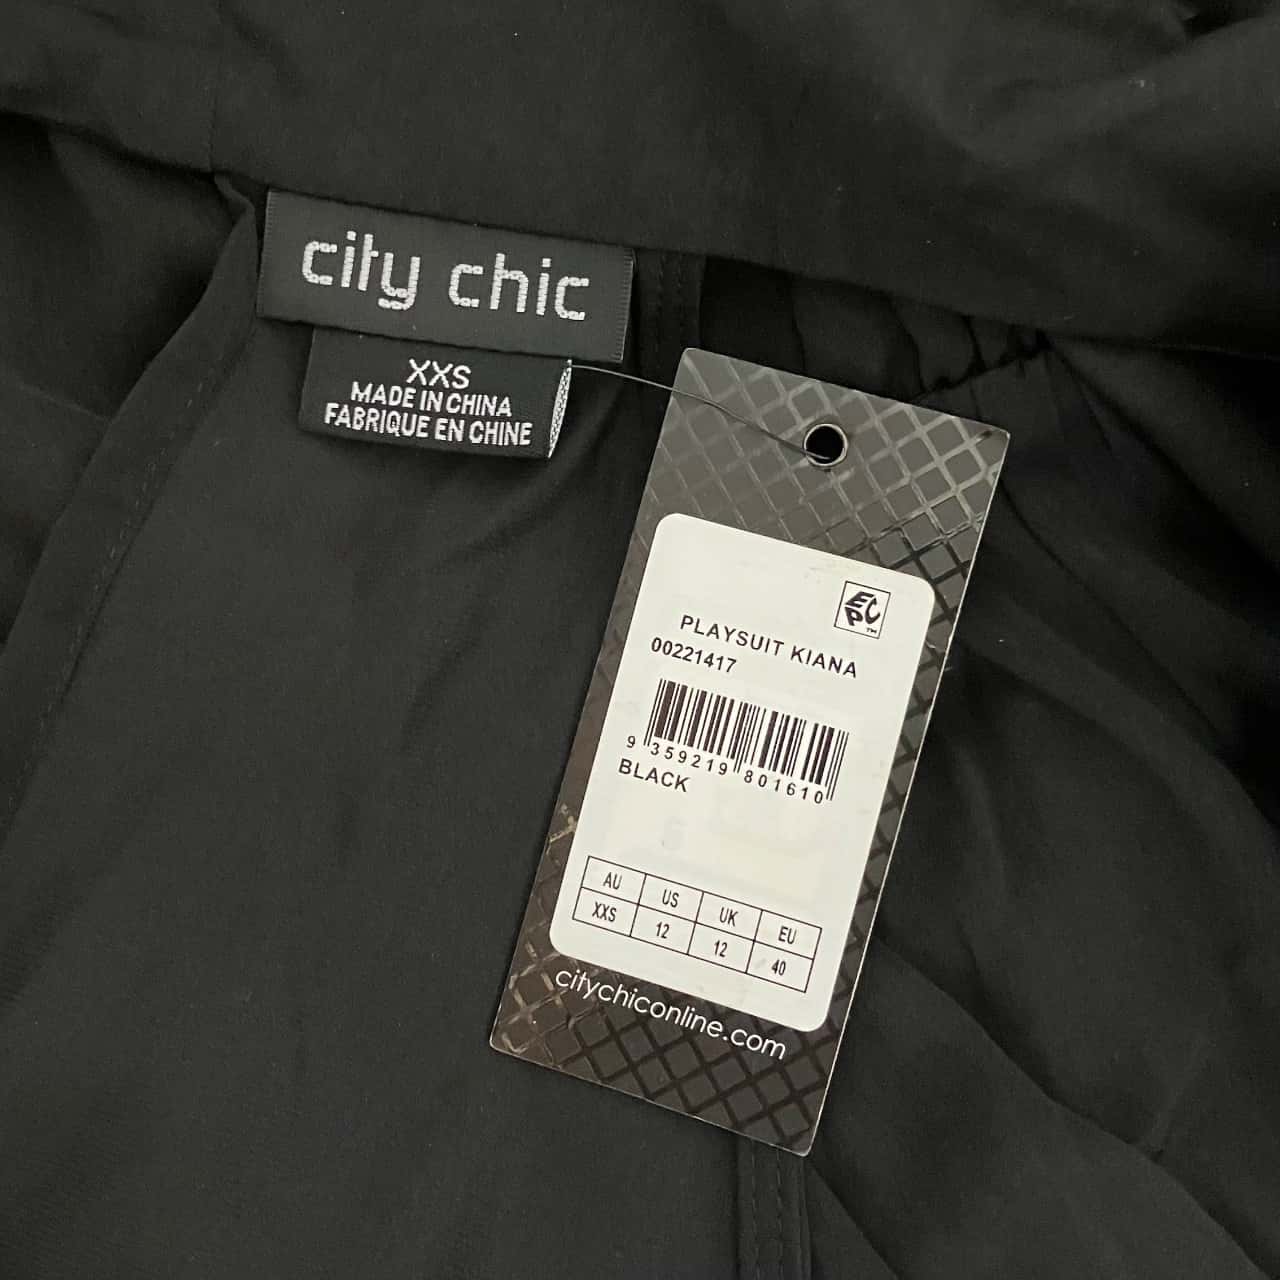 city chic
XXS
MADE IN CHINA
FABRIQUE EN CHINE
EPC™
PLAYSUIT KIANA
00221417
9 359219 801610
BLACK
AU US UK EU
XXS 12 12 40
citychiconline.com